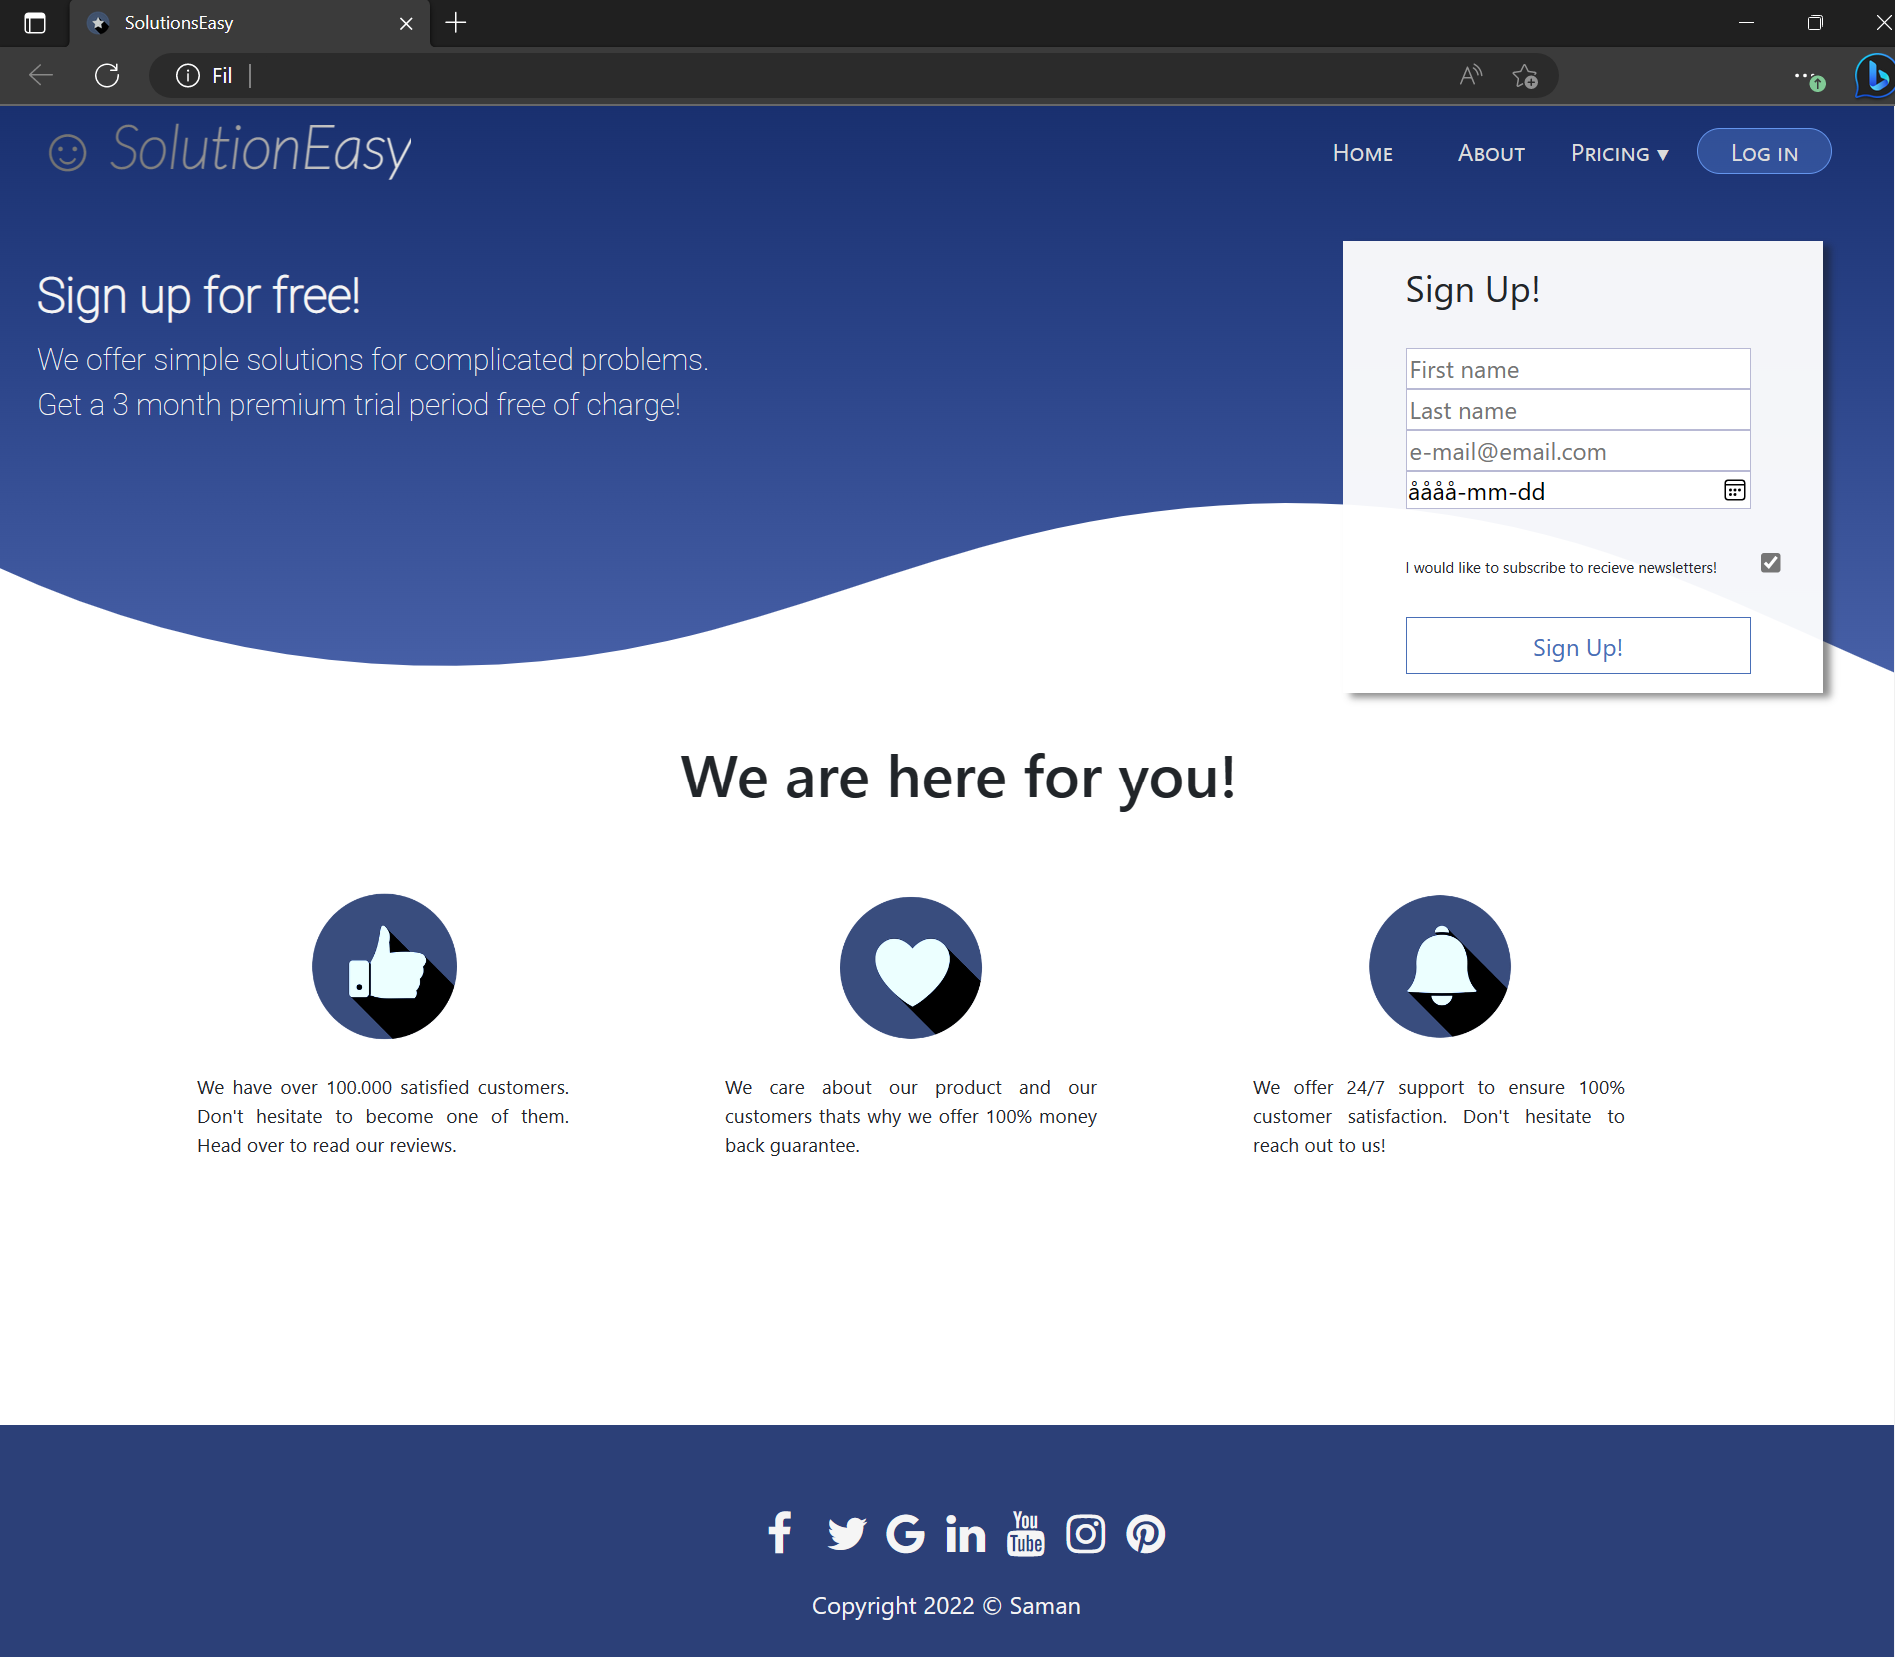 SolutionsEasy
Fil
SolutionEasy
Home About Pricing ▾ Log in
Sign up for free!
We offer simple solutions for complicated problems.
Get a 3 month premium trial period free of charge!
Sign Up!
First name
Last name
e-mail@email.com
åååå-mm-dd
I would like to subscribe to recieve newsletters!
Sign Up!
We are here for you!
We have over 100.000 satisfied customers.
Don't hesitate to become one of them.
Head over to read our reviews.
We care about our product and our
customers thats why we offer 100% money
back guarantee.
We offer 24/7 support to ensure 100%
customer satisfaction. Don't hesitate to
reach out to us!
You
Tube
Copyright 2022 © Saman